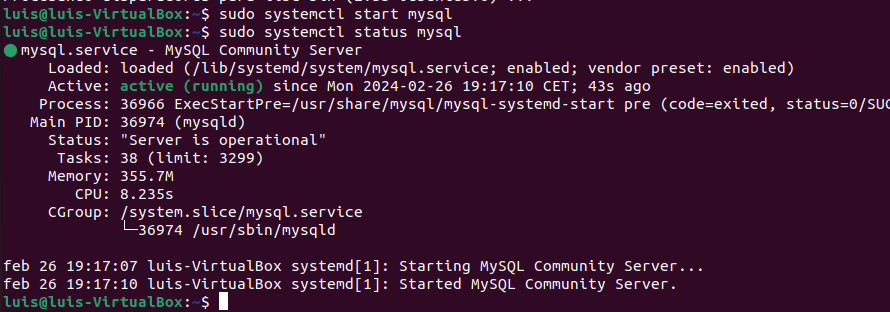 luis@luis-VirtualBox:~$ sudo systemctl start mysql
luis@luis-VirtualBox:~$ sudo systemctl status mysql
● mysql.service - MySQL Community Server
     Loaded: loaded (/lib/systemd/system/mysql.service; enabled; vendor preset: enabled)
     Active: active (running) since Mon 2024-02-26 19:17:10 CET; 43s ago
    Process: 36966 ExecStartPre=/usr/share/mysql/mysql-systemd-start pre (code=exited, status=0/SUC
   Main PID: 36974 (mysqld)
     Status: "Server is operational"
      Tasks: 38 (limit: 3299)
     Memory: 355.7M
        CPU: 8.235s
     CGroup: /system.slice/mysql.service
             └─36974 /usr/sbin/mysqld
feb 26 19:17:07 luis-VirtualBox systemd[1]: Starting MySQL Community Server...
feb 26 19:17:10 luis-VirtualBox systemd[1]: Started MySQL Community Server.
luis@luis-VirtualBox:~$